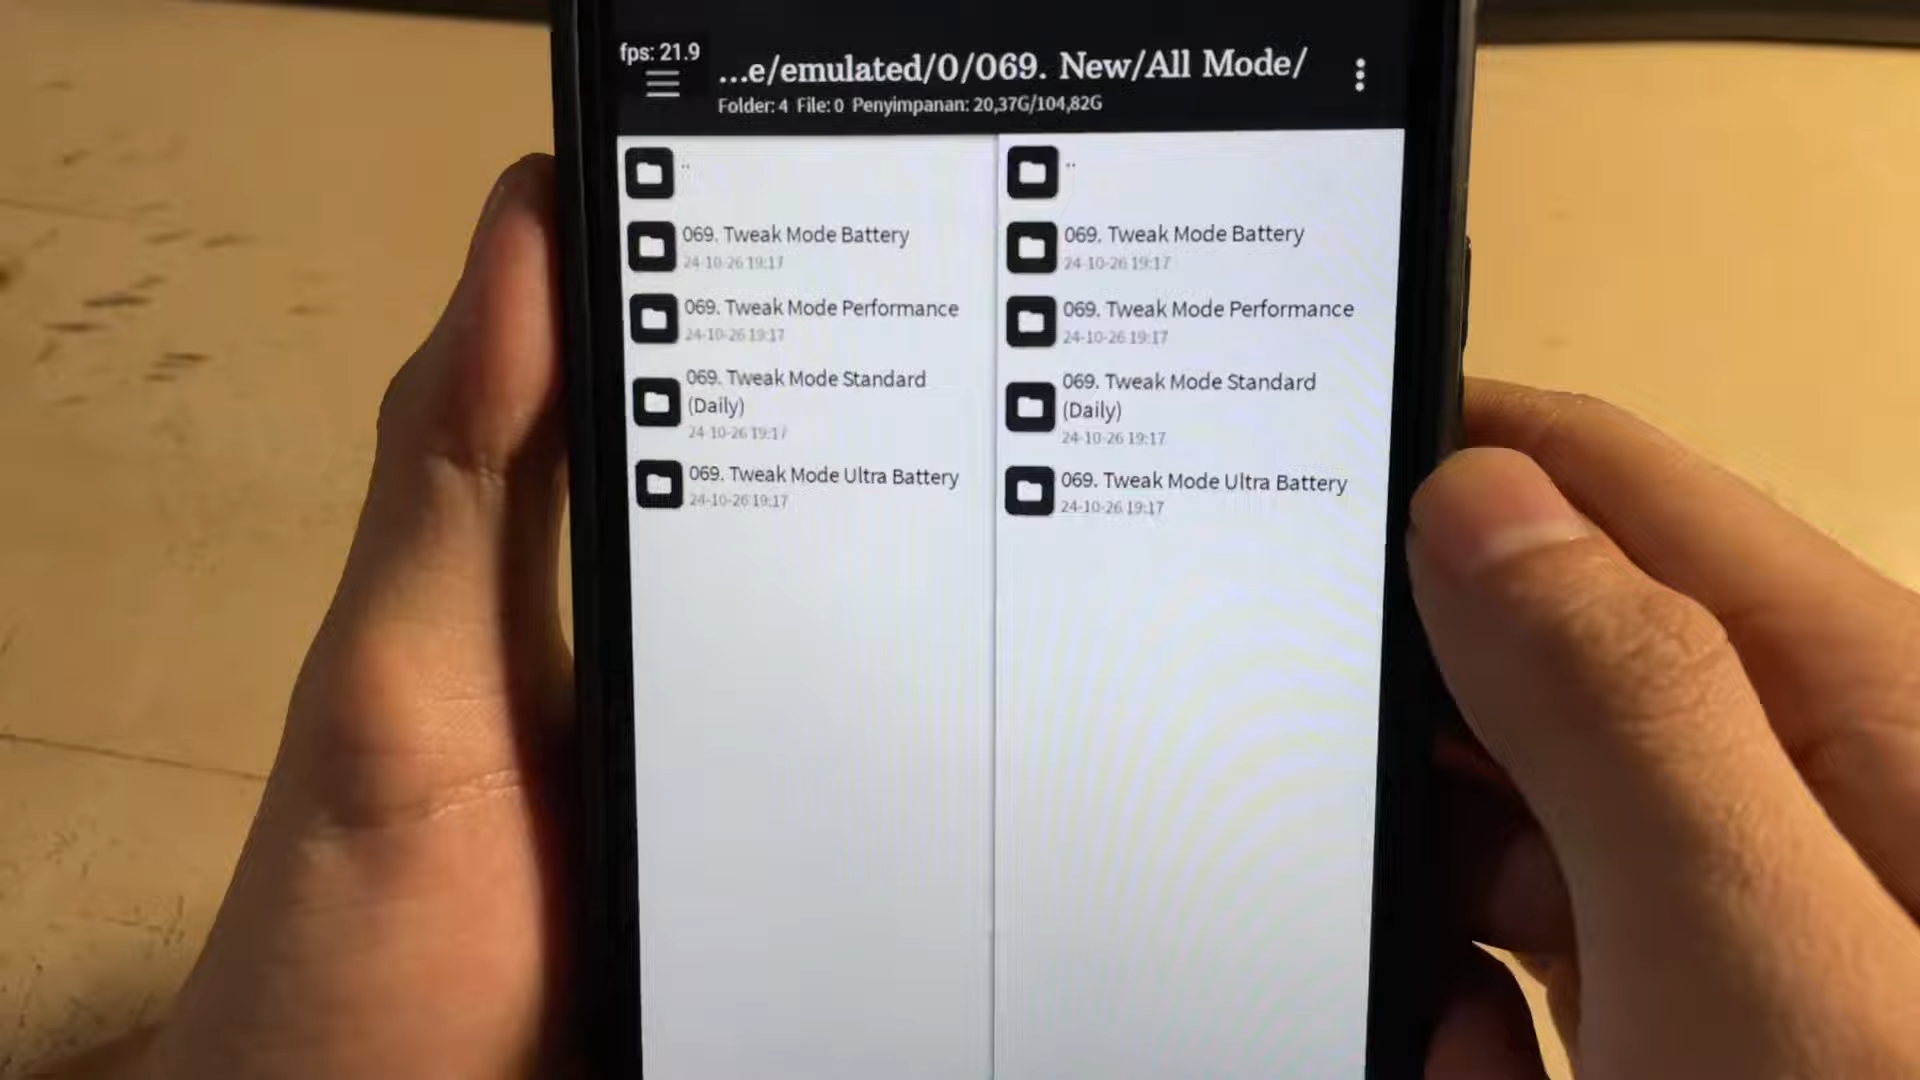 fps: 21.9
...e/emulated/0/069. New/All Mode/
Folder: 4 File: 0 Penyimpanan: 20,37G/104,82G
..
069. Tweak Mode Battery
24-10-26 19:17
069. Tweak Mode Performance
24-10-26 19:17
069. Tweak Mode Standard
(Daily)
24-10-26 19:17
069. Tweak Mode Ultra Battery
24-10-26 19:17
..
069. Tweak Mode Battery
24-10-26 19:17
069. Tweak Mode Performance
24-10-26 19:17
069. Tweak Mode Standard
(Daily)
24-10-26 19:17
069. Tweak Mode Ultra Battery
24-10-26 19:17